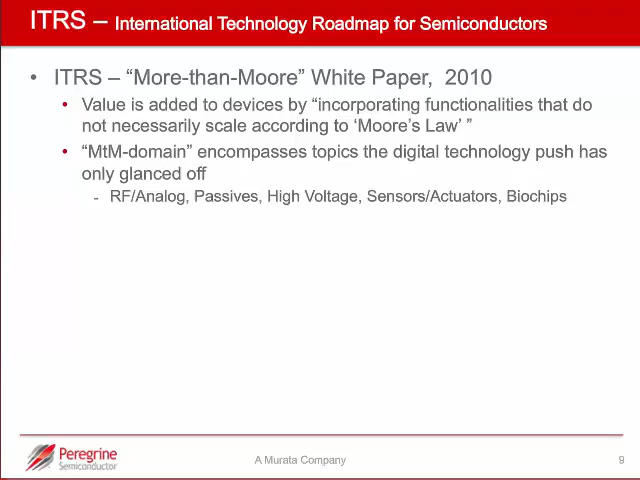 ITRS – International Technology Roadmap for Semiconductors
• ITRS – “More-than-Moore” White Paper, 2010
• Value is added to devices by “incorporating functionalities that do
not necessarily scale according to ‘Moore’s Law’ ”
• “MtM-domain” encompasses topics the digital technology push has
only glanced off
- RF/Analog, Passives, High Voltage, Sensors/Actuators, Biochips
Peregrine
Semiconductor
A Murata Company
9